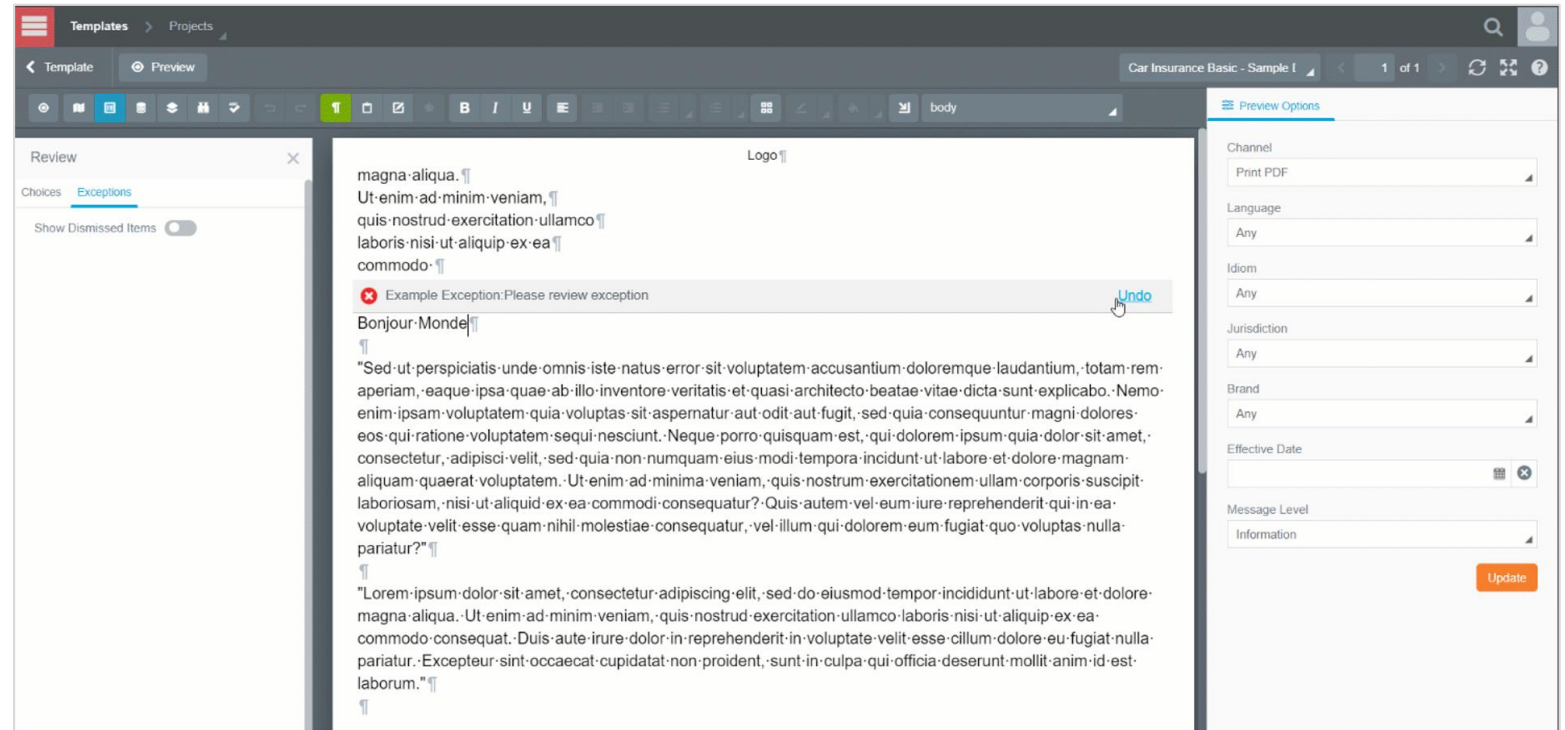 Templates > Projects
Template Preview Car Insurance Basic - Sample I 1 of 1
B I U body
Review
Choices Exceptions
Show Dismissed Items
Logo¶
magna·aliqua.¶
Ut·enim·ad·minim·veniam,¶
quis·nostrud·exercitation·ullamco¶
laboris·nisi·ut·aliquip·ex·ea¶
commodo·¶
Example Exception:Please review exception Undo
Bonjour·Monde¶
¶
"Sed·ut·perspiciatis·unde·omnis·iste·natus·error·sit·voluptatem·accusantium·doloremque·laudantium,·totam·rem·
aperiam,·eaque·ipsa·quae·ab·illo·inventore·veritatis·et·quasi·architecto·beatae·vitae·dicta·sunt·explicabo.·Nemo·
enim·ipsam·voluptatem·quia·voluptas·sit·aspernatur·aut·odit·aut·fugit,·sed·quia·consequuntur·magni·dolores·
eos·qui·ratione·voluptatem·sequi·nesciunt.·Neque·porro·quisquam·est,·qui·dolorem·ipsum·quia·dolor·sit·amet,·
consectetur,·adipisci·velit,·sed·quia·non·numquam·eius·modi·tempora·incidunt·ut·labore·et·dolore·magnam·
aliquam·quaerat·voluptatem.·Ut·enim·ad·minima·veniam,·quis·nostrum·exercitationem·ullam·corporis·suscipit·
laboriosam,·nisi·ut·aliquid·ex·ea·commodi·consequatur?·Quis·autem·vel·eum·iure·reprehenderit·qui·in·ea·
voluptate·velit·esse·quam·nihil·molestiae·consequatur,·vel·illum·qui·dolorem·eum·fugiat·quo·voluptas·nulla·
pariatur?"¶
¶
"Lorem·ipsum·dolor·sit·amet,·consectetur·adipiscing·elit,·sed·do·eiusmod·tempor·incididunt·ut·labore·et·dolore·
magna·aliqua.·Ut·enim·ad·minim·veniam,·quis·nostrud·exercitation·ullamco·laboris·nisi·ut·aliquip·ex·ea·
commodo·consequat.·Duis·aute·irure·dolor·in·reprehenderit·in·voluptate·velit·esse·cillum·dolore·eu·fugiat·nulla·
pariatur.·Excepteur·sint·occaecat·cupidatat·non·proident,·sunt·in·culpa·qui·officia·deserunt·mollit·anim·id·est·
laborum."¶
¶
Preview Options
Channel
Print PDF
Language
Any
Idiom
Any
Jurisdiction
Any
Brand
Any
Effective Date
Message Level
Information
Update